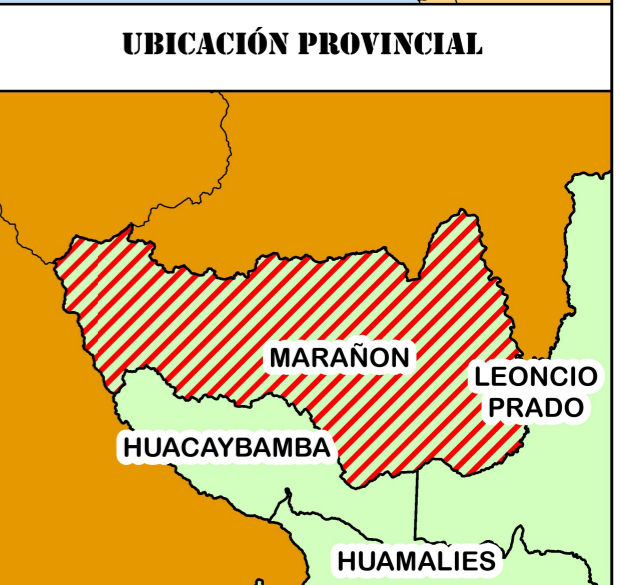 UBICACIÓN PROVINCIAL
MARAÑON
LEONCIO
PRADO
HUACAYBAMBA
HUAMALIES